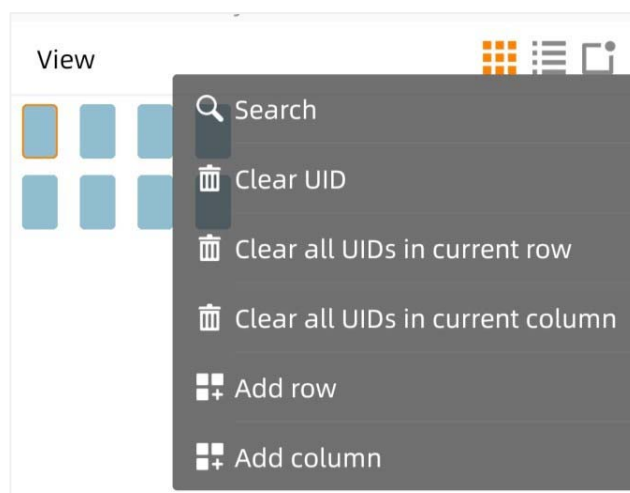 View
Search
Clear UID
Clear all UIDs in current row
Clear all UIDs in current column
Add row
Add column